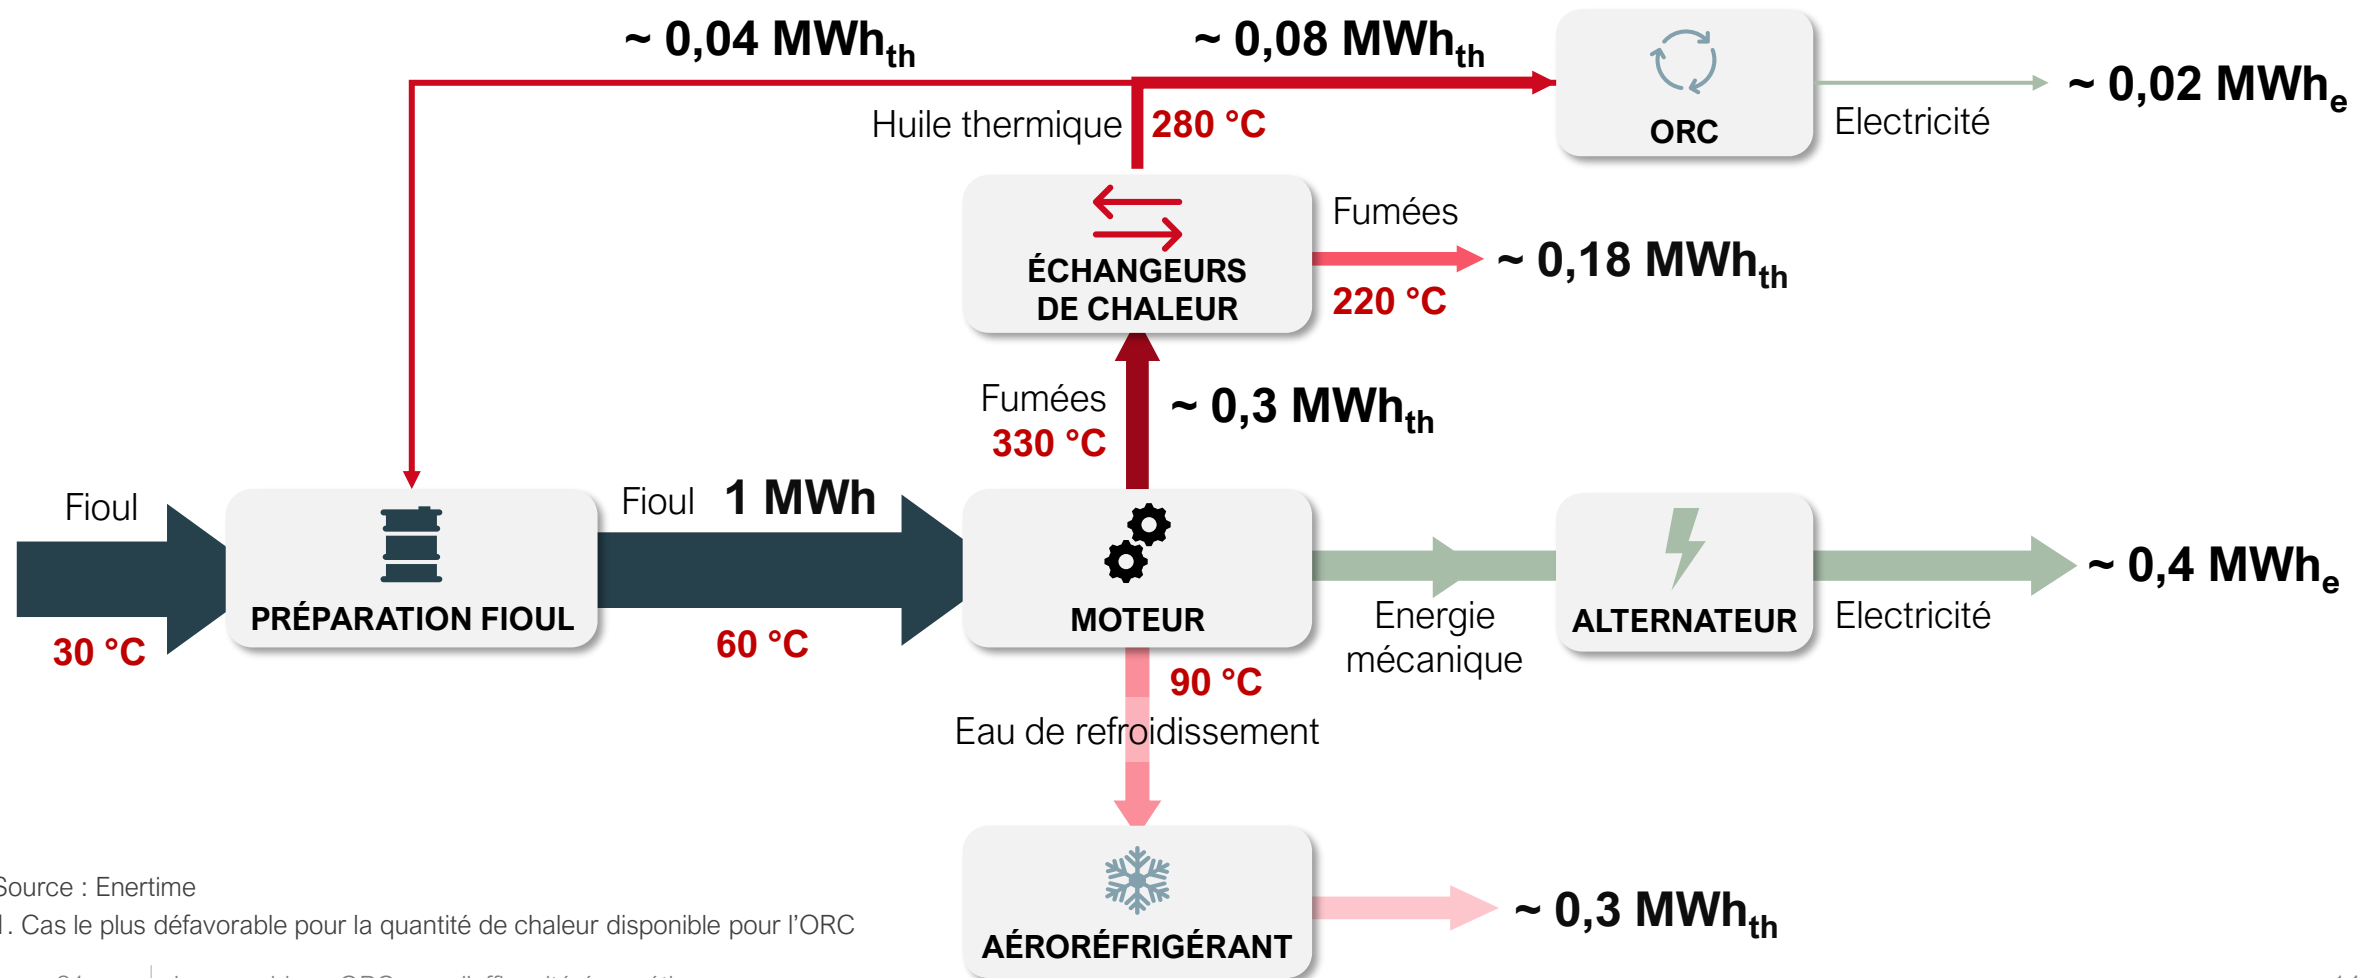 ~ 0,04 MWhth
~ 0,08 MWhth
Huile thermique
280 °C
ORC
Electricité
~ 0,02 MWhe
ÉCHANGEURS
DE CHALEUR
Fumées
220 °C
~ 0,18 MWhth
Fumées
330 °C
~ 0,3 MWhth
Fioul
30 °C
PRÉPARATION FIOUL
Fioul 1 MWh
60 °C
MOTEUR
Energie
mécanique
ALTERNATEUR
Electricité
~ 0,4 MWhe
90 °C
Eau de refroidissement
AÉRORÉFRIGÉRANT
~ 0,3 MWhth
Source : Enertime
1. Cas le plus défavorable pour la quantité de chaleur disponible pour l'ORC